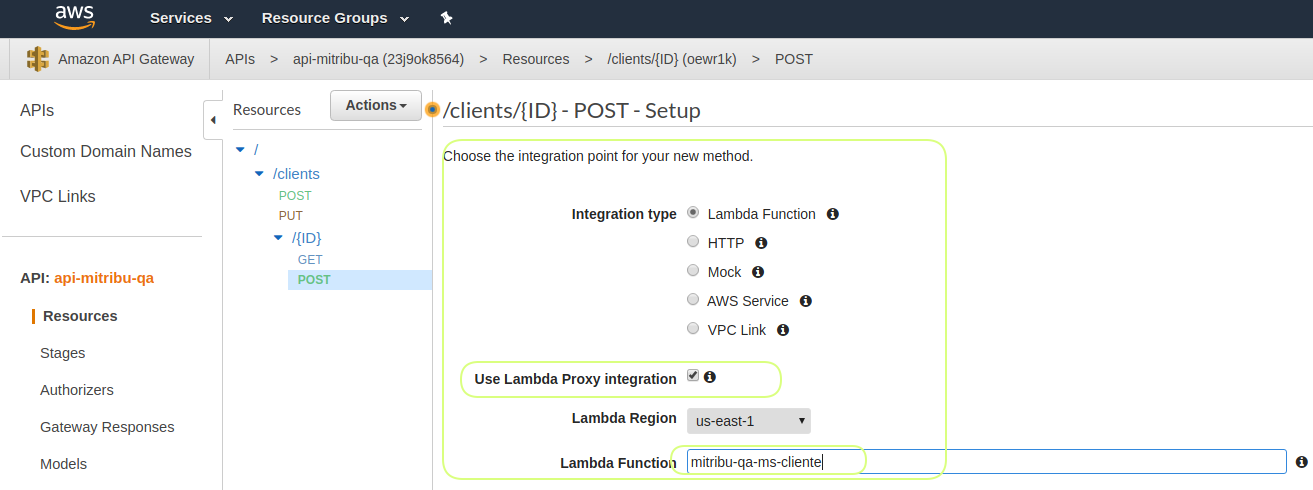 aws Services Resource Groups
Amazon API Gateway APIs > api-mitribu-qa (23j9ok8564) > Resources > /clients/{ID} (oewr1k) > POST
APIs
Custom Domain Names
VPC Links
API: api-mitribu-qa
Resources
Stages
Authorizers
Gateway Responses
Models
Resources Actions
/
/clients
POST
PUT
/{ID}
GET
POST
/clients/{ID} - POST - Setup
Choose the integration point for your new method.
Integration type Lambda Function
HTTP
Mock
AWS Service
VPC Link
Use Lambda Proxy integration
Lambda Region us-east-1
Lambda Function mitribu-qa-ms-cliente